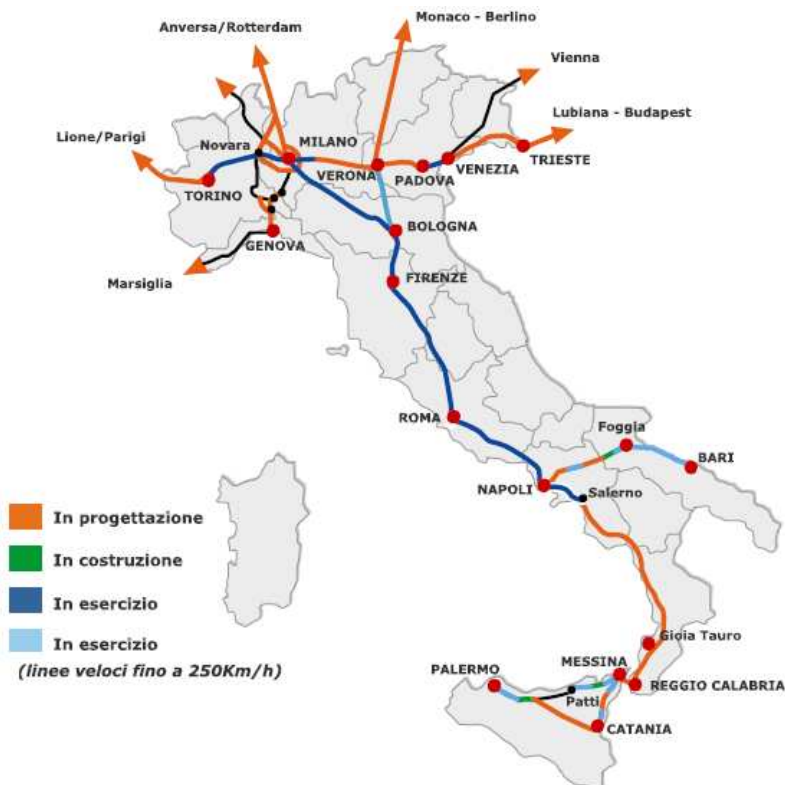 Monaco - Berlino
Anversa/Rotterdam
Vienna
Lubiana - Budapest
Lione/Parigi
Novara
MILANO
VERONA
PADOVA
VENEZIA
TRIESTE
TORINO
BOLOGNA
GENOVA
FIRENZE
Marsiglia
ROMA
Foggia
BARI
NAPOLI
Salerno
In progettazione
In costruzione
In esercizio
In esercizio
(linee veloci fino a 250Km/h)
Gioia Tauro
MESSINA
PALERMO
REGGIO CALABRIA
Patti
CATANIA